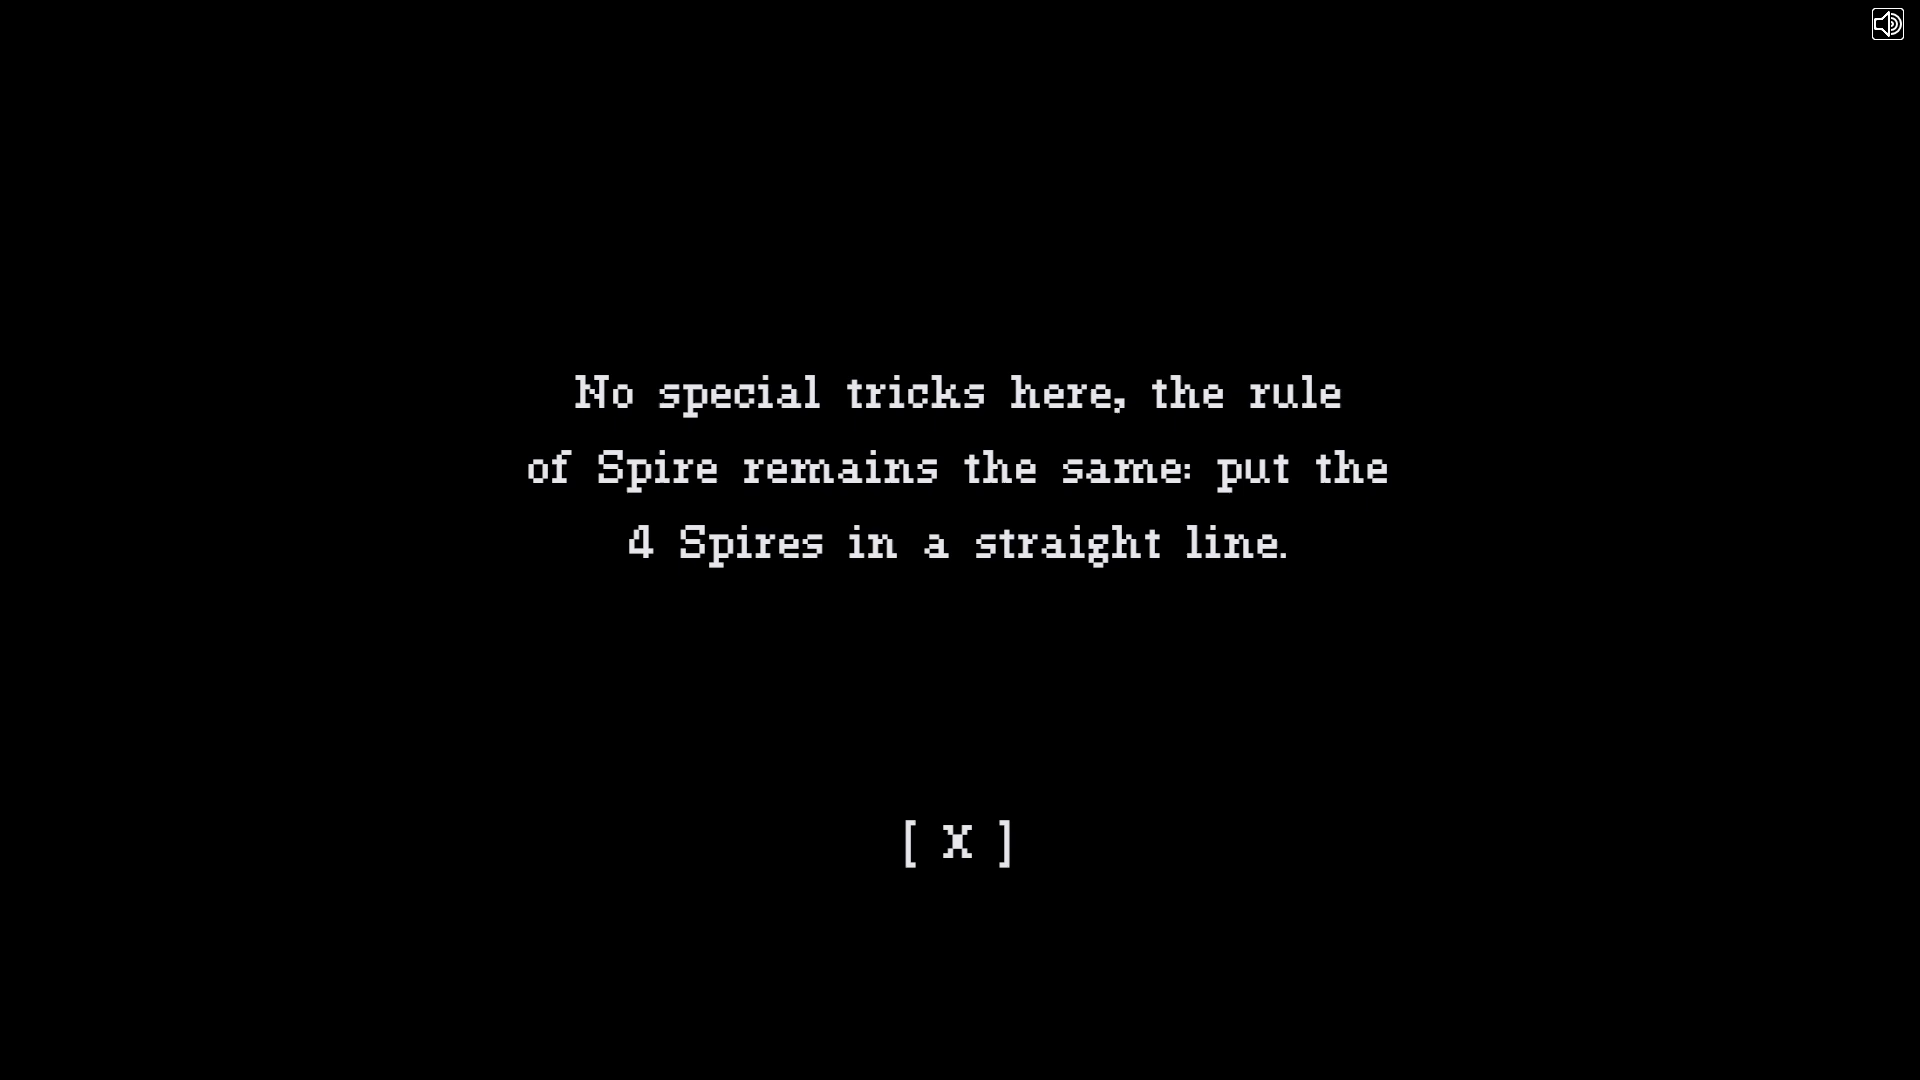 No special tricks here, the rule
of Spire remains the same: put the
4 Spires in a straight line.
[ X ]